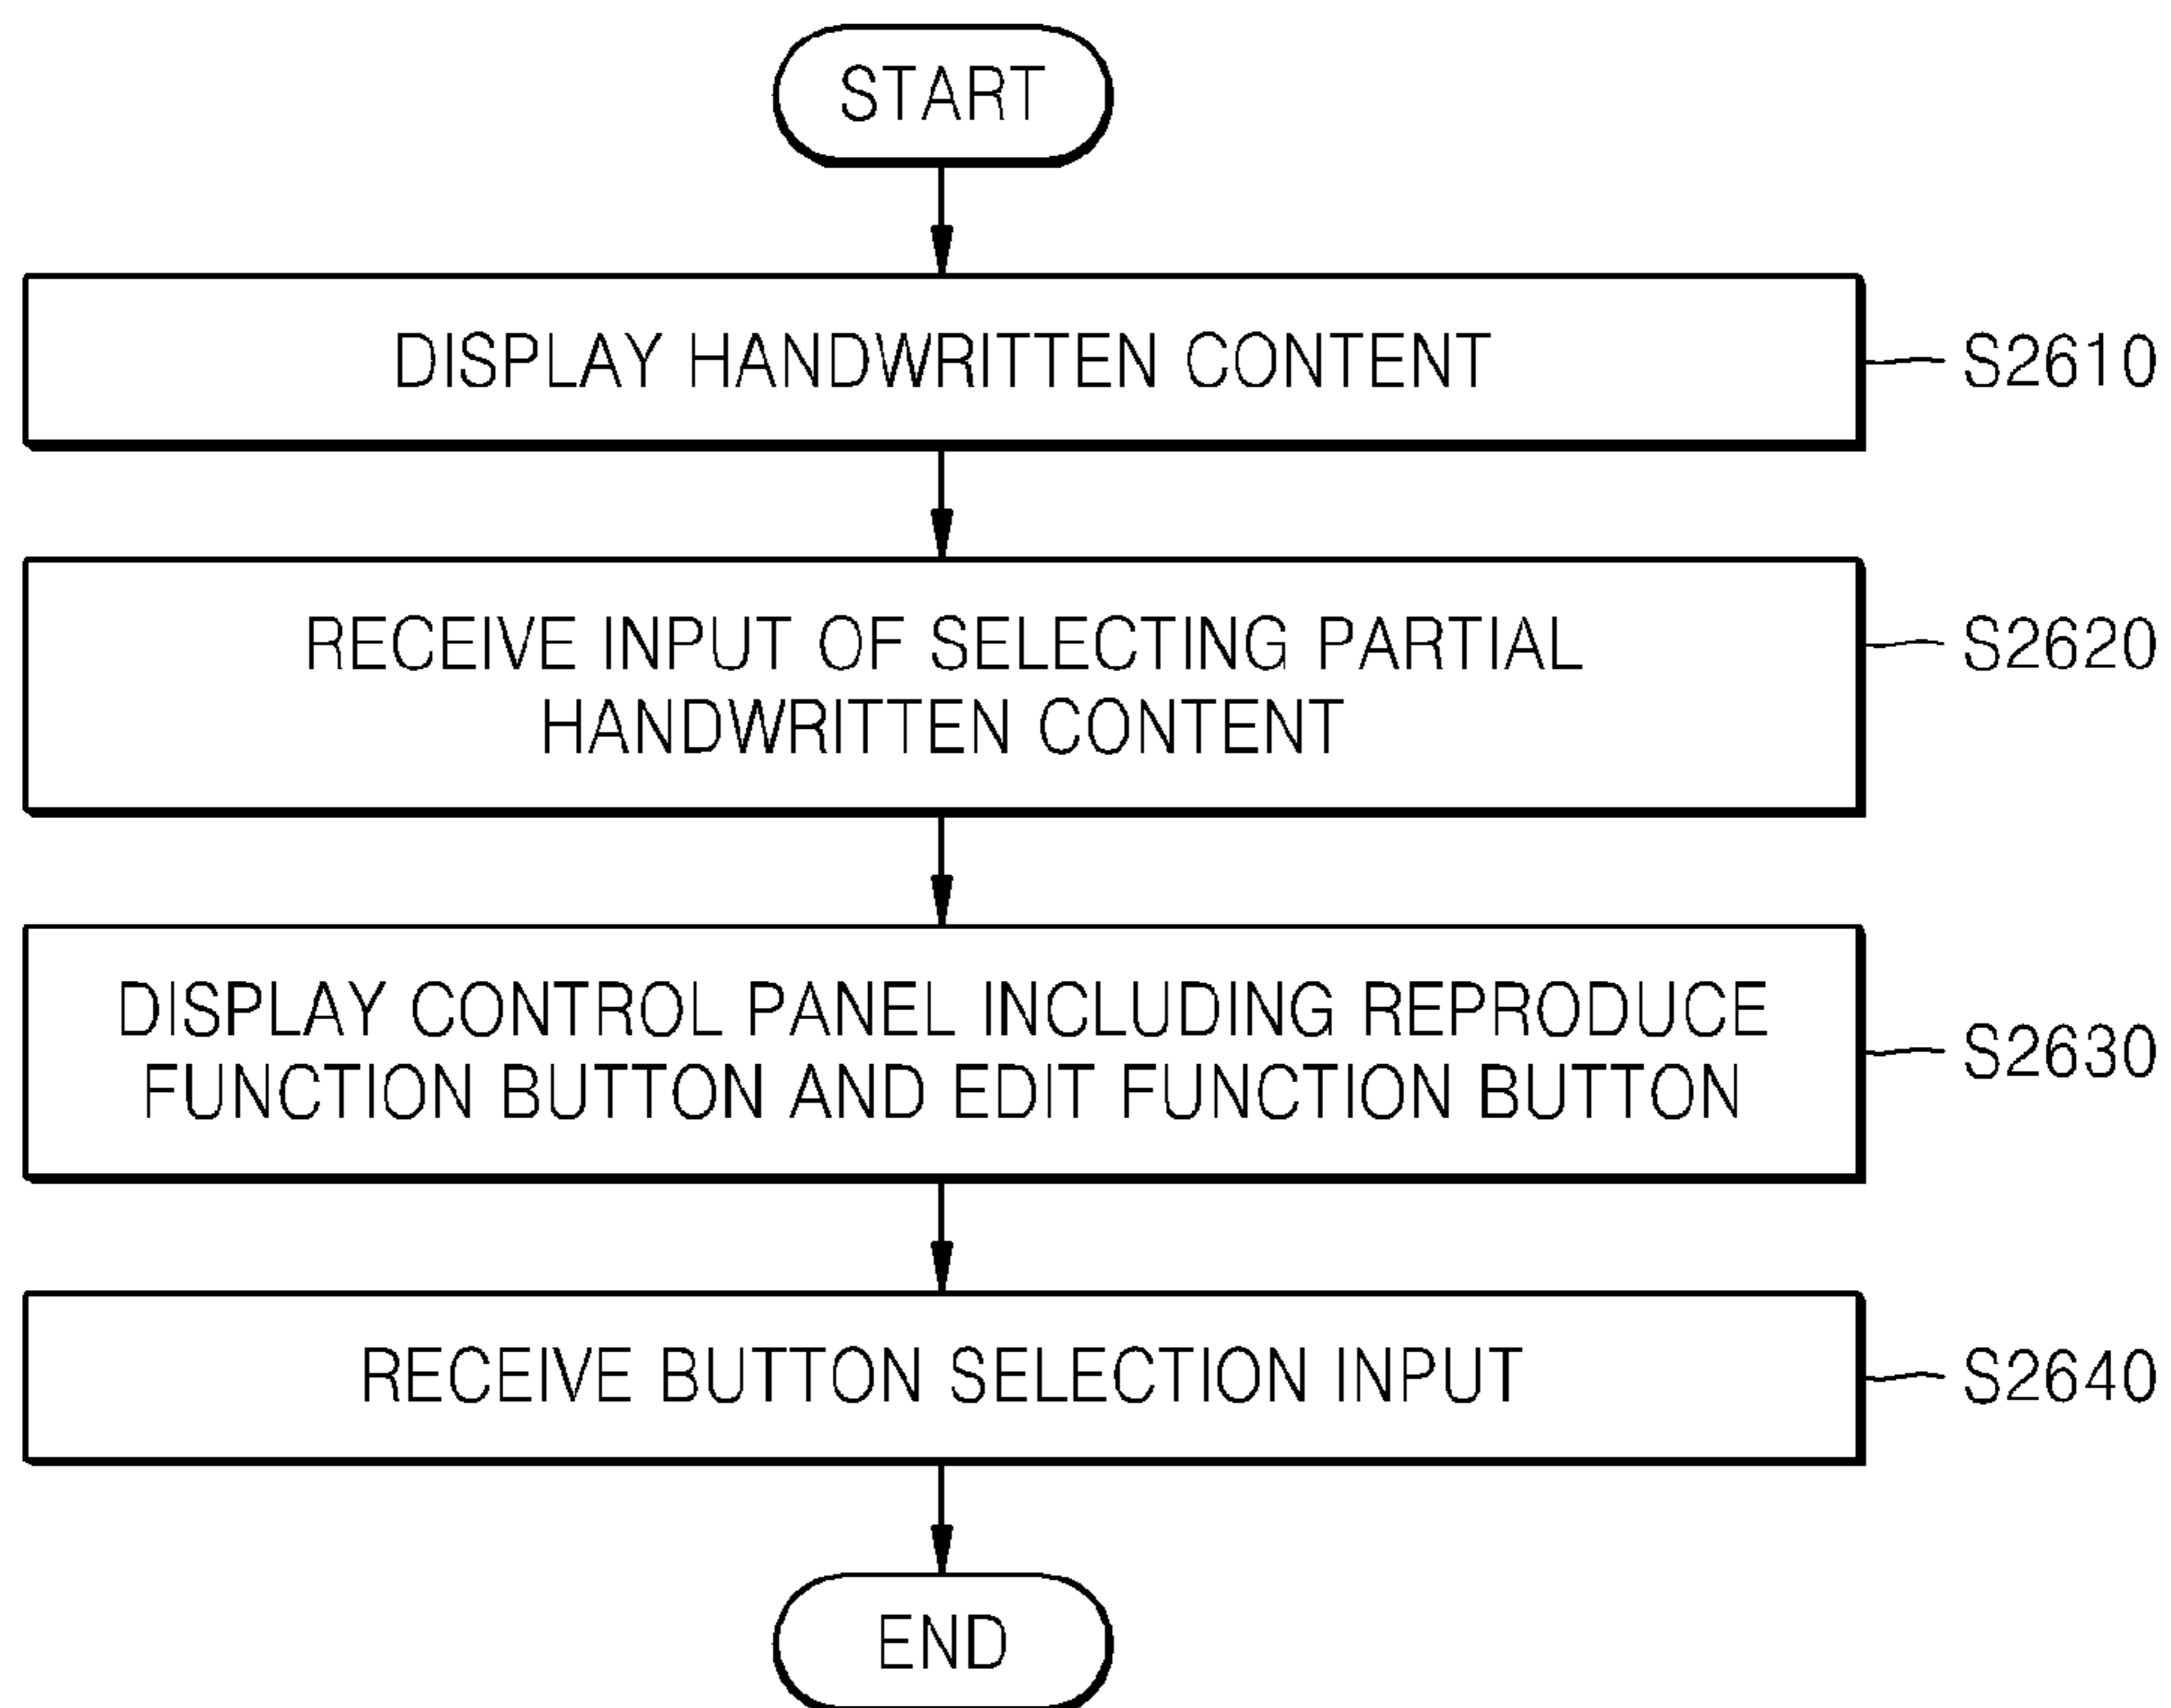 START
DISPLAY HANDWRITTEN CONTENT
S2610
RECEIVE INPUT OF SELECTING PARTIAL
HANDWRITTEN CONTENT
S2620
DISPLAY CONTROL PANEL INCLUDING REPRODUCE
FUNCTION BUTTON AND EDIT FUNCTION BUTTON
S2630
RECEIVE BUTTON SELECTION INPUT
S2640
END